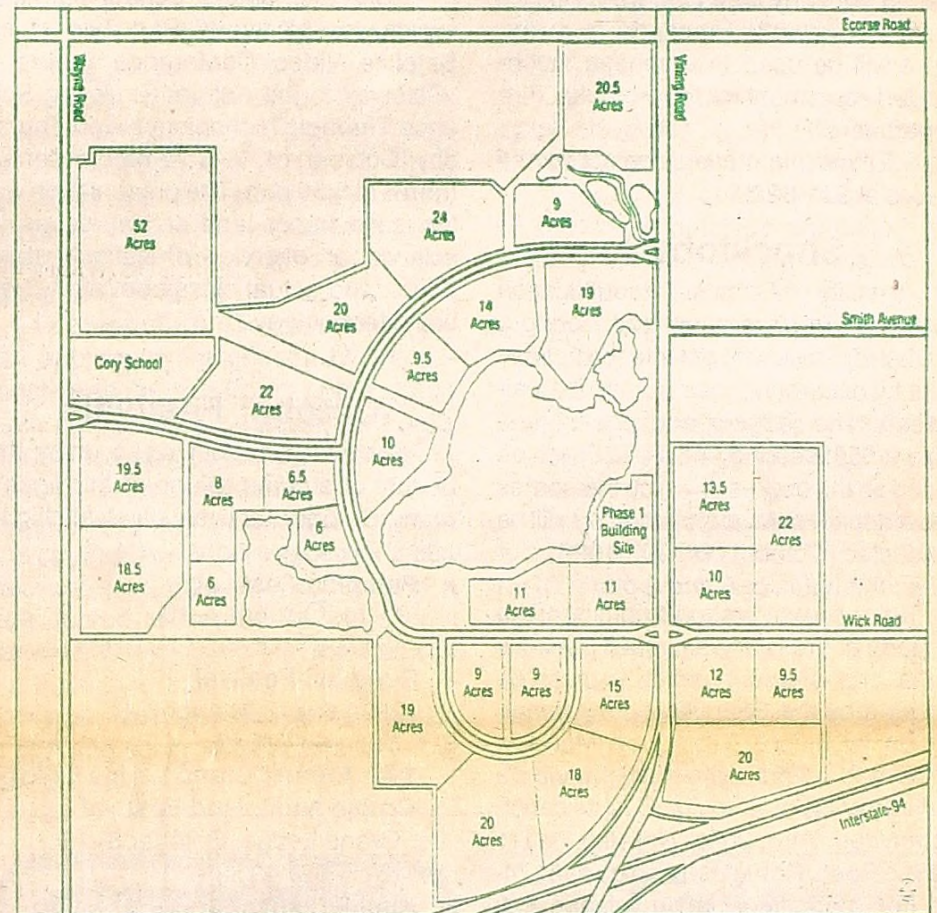 Ecorse Road
Wayne Road
Vining Road
20.5
Acres
52
Acres
24
Acres
9
Acres
20
Acres
14
Acres
19
Acres
Smith Avenue
Cory School
9.5
Acres
22
Acres
10
Acres
19.5
Acres
8
Acres
6.5
Acres
6
Acres
13.5
Acres
22
Acres
Phase 1
Building
Site
18.5
Acres
6
Acres
11
Acres
11
Acres
10
Acres
Wick Road
9
Acres
9
Acres
15
Acres
12
Acres
9.5
Acres
19
Acres
18
Acres
20
Acres
20
Acres
Interstate-94